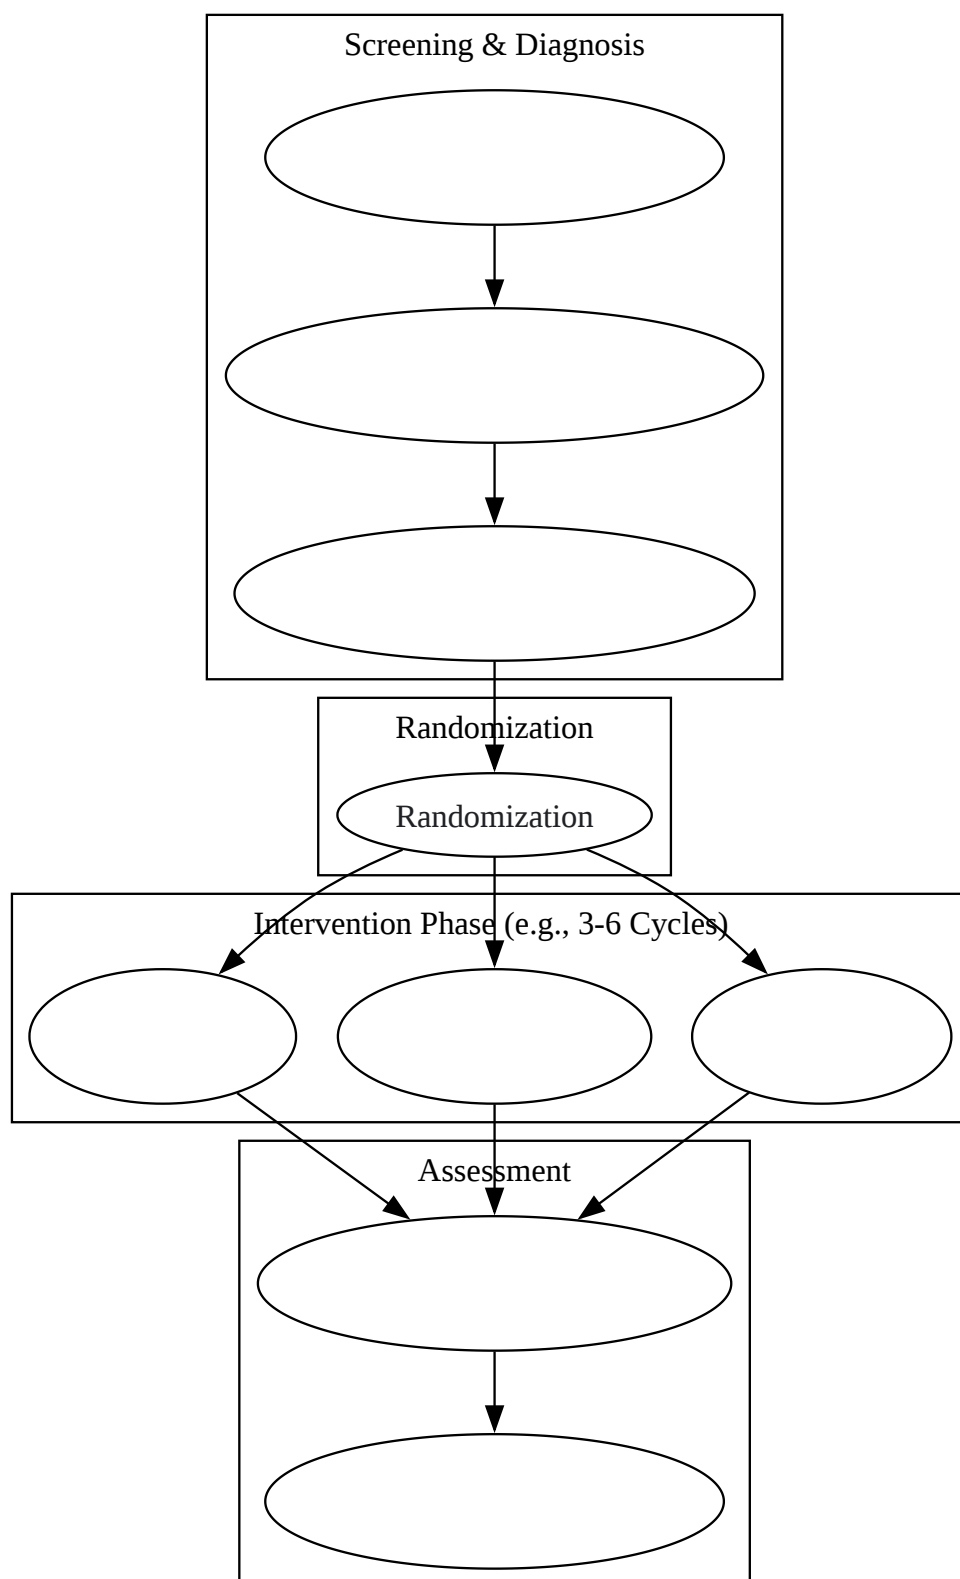 Screening & Diagnosis
Randomization
Randomization
Intervention Phase (e.g., 3-6 Cycles)
Assessment